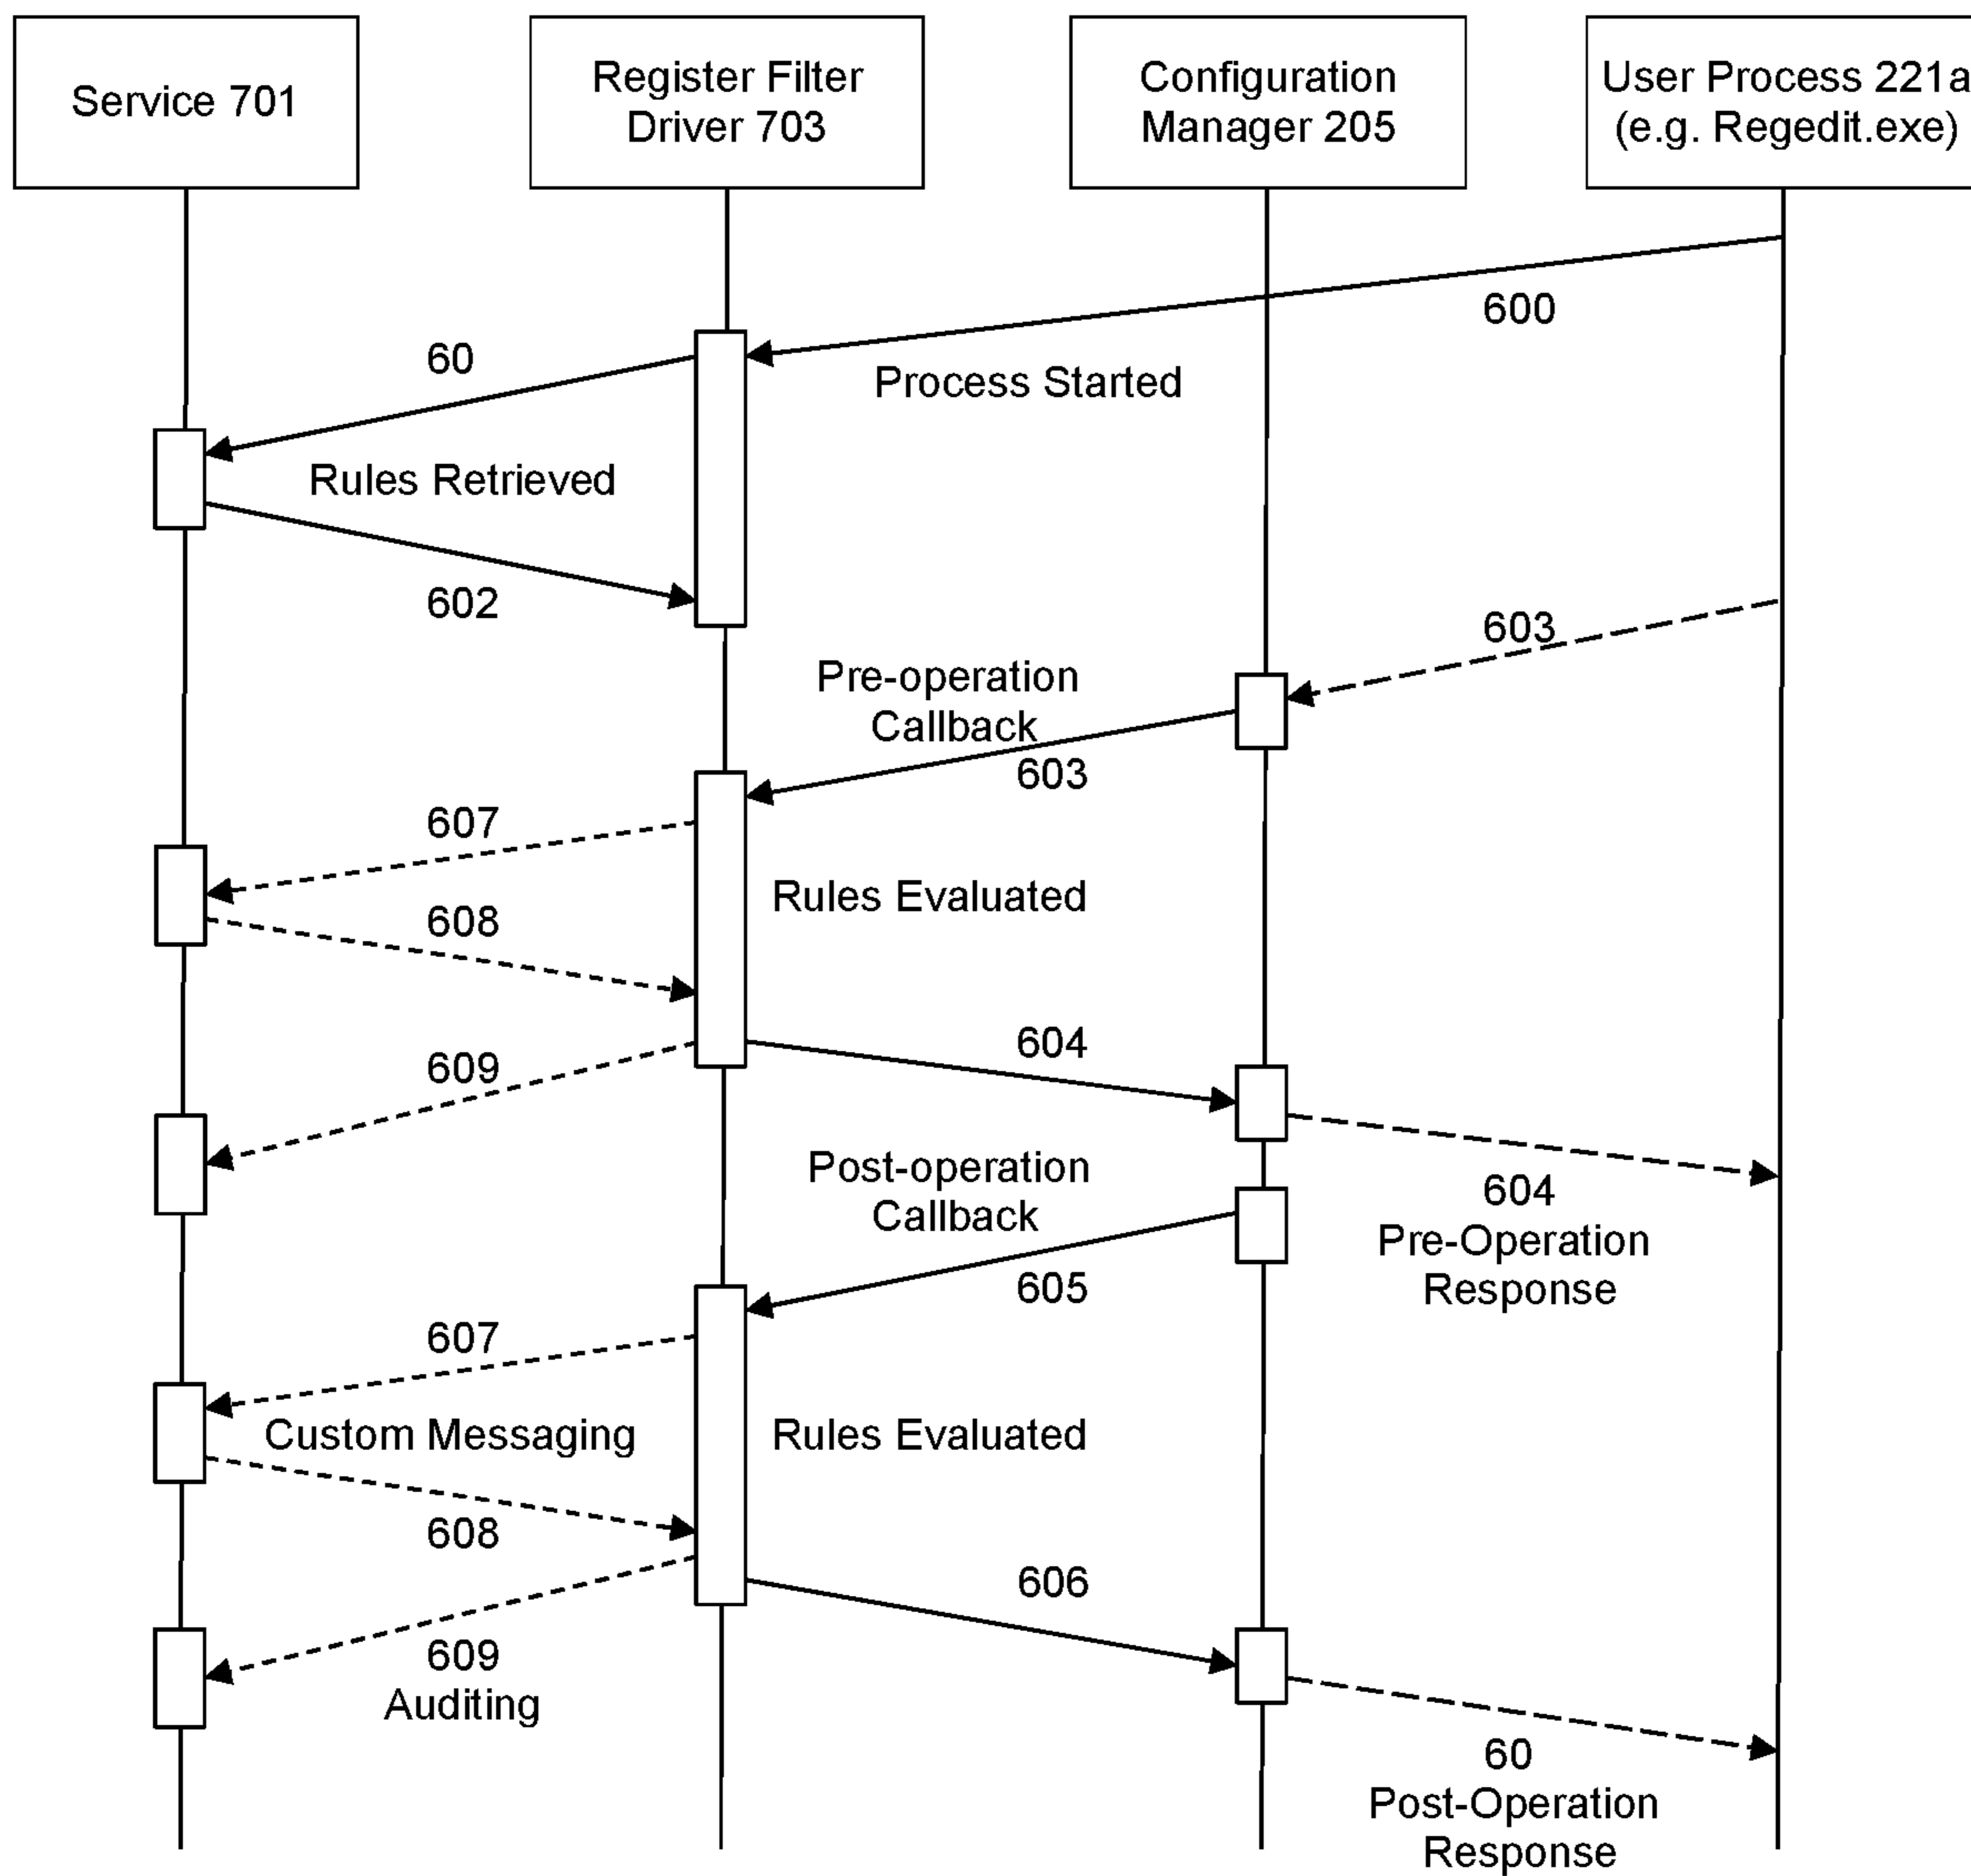 Service 701
Register Filter
Driver 703
Configuration
Manager 205
User Process 221a
(e.g. Regedit.exe)
600
60
Process Started
Rules Retrieved
602
603
Pre-operation
Callback
603
607
Rules Evaluated
608
604
609
Post-operation
Callback
604
Pre-Operation
Response
605
607
Custom Messaging
Rules Evaluated
608
606
609
Auditing
60
Post-Operation
Response